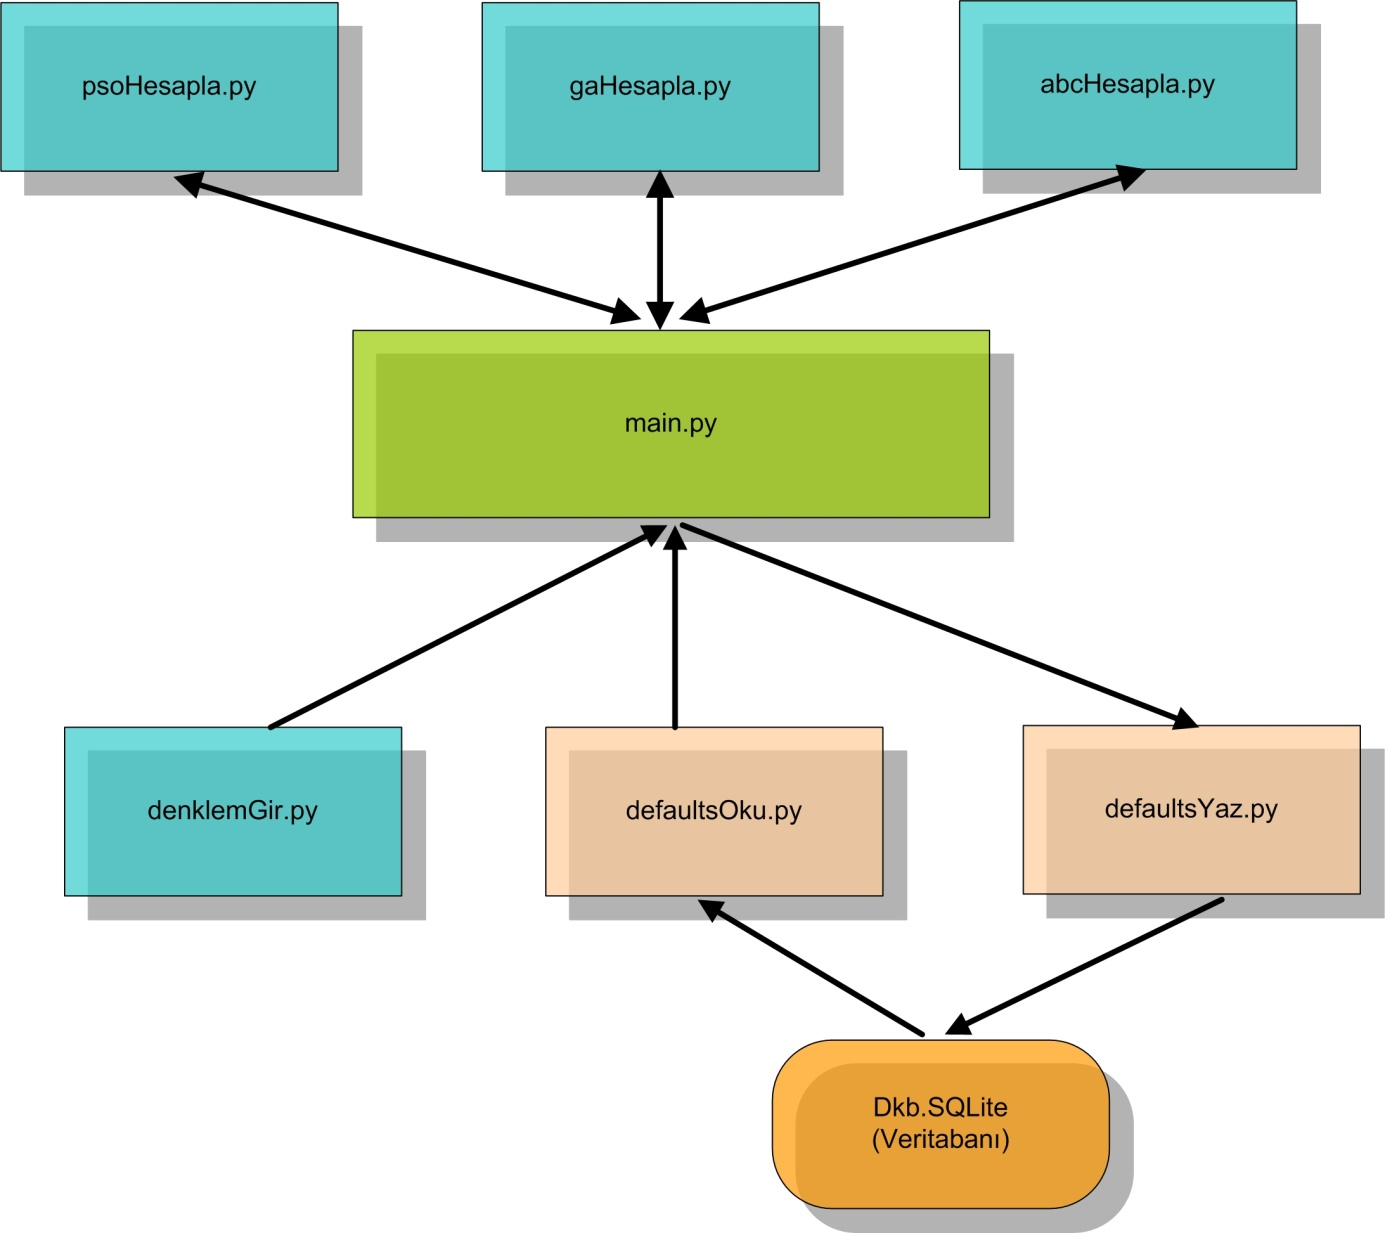 psoHesapla.py
gaHesapla.py
abcHesapla.py
main.py
denklemGir.py
defaultsOku.py
defaultsYaz.py
Dkb.SQLite
(Veritabanı)